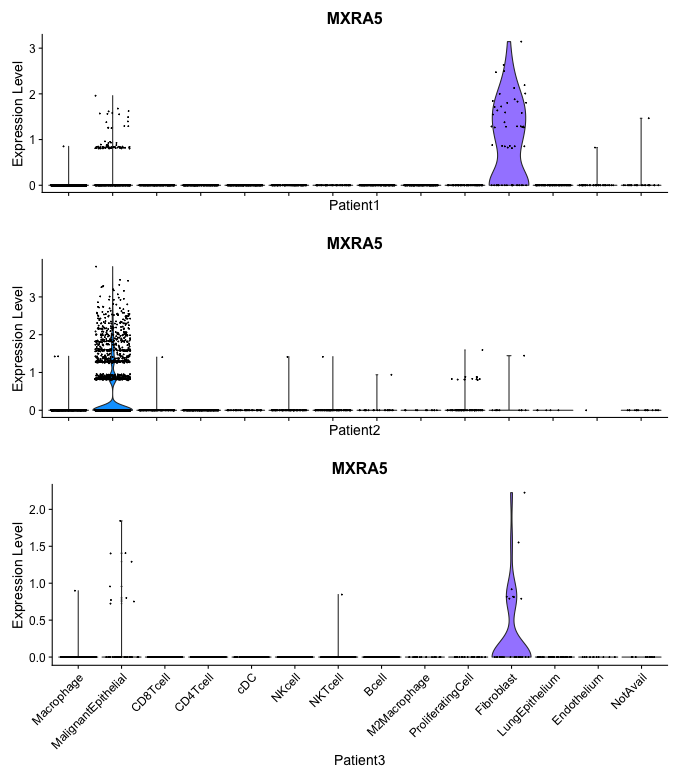 MXRA5
Expression Level
3
2
1
0
Patient1
MXRA5
Expression Level
3
2
1
0
Patient2
MXRA5
Expression Level
2.0
1.5
1.0
0.5
0.0
Macrophage
MalignantEpithelial
CD8Tcell
CD4Tcell
cDC
NKcell
NKTcell
Bcell
M2Macrophage
ProliferatingCell
Fibroblast
LungEpithelium
Endothelium
NotAvail
Patient3